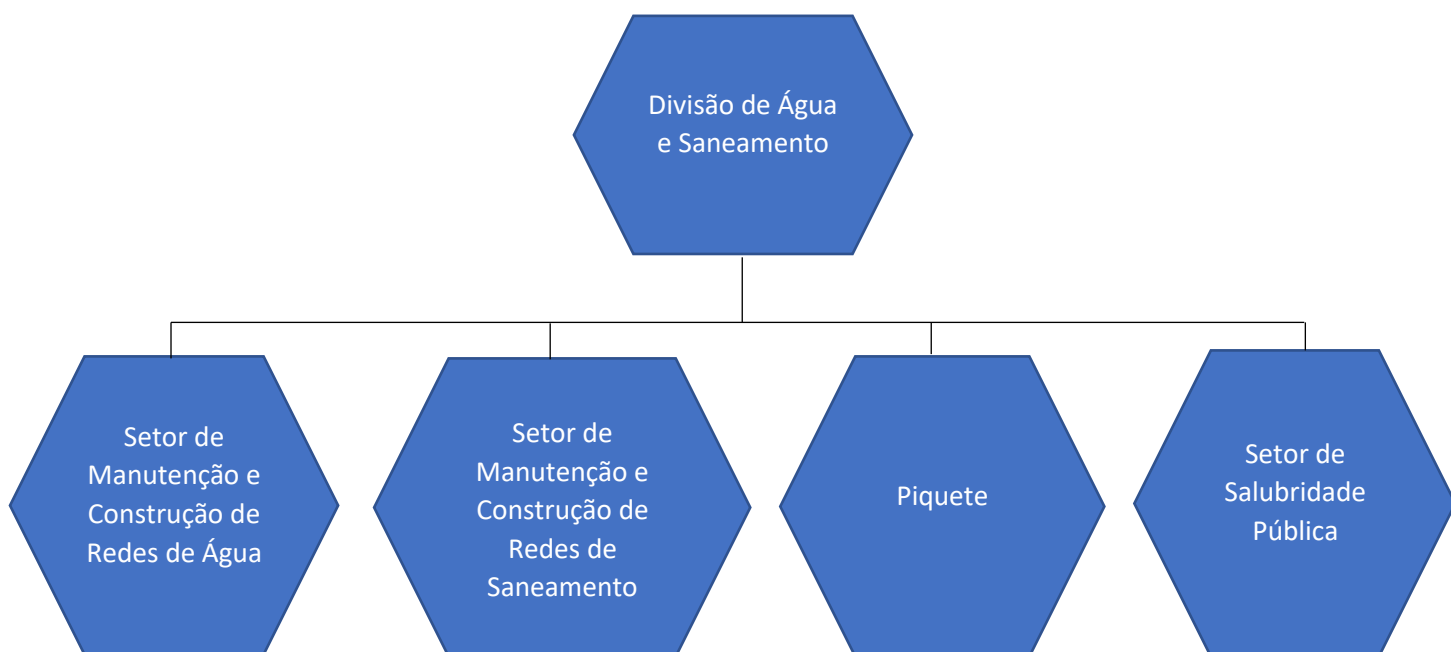 Divisão de Água
e Saneamento
Setor de
Manutenção e
Construção de
Redes de Água
Setor de
Manutenção e
Construção de
Redes de
Saneamento
Piquete
Setor de
Salubridade
Pública